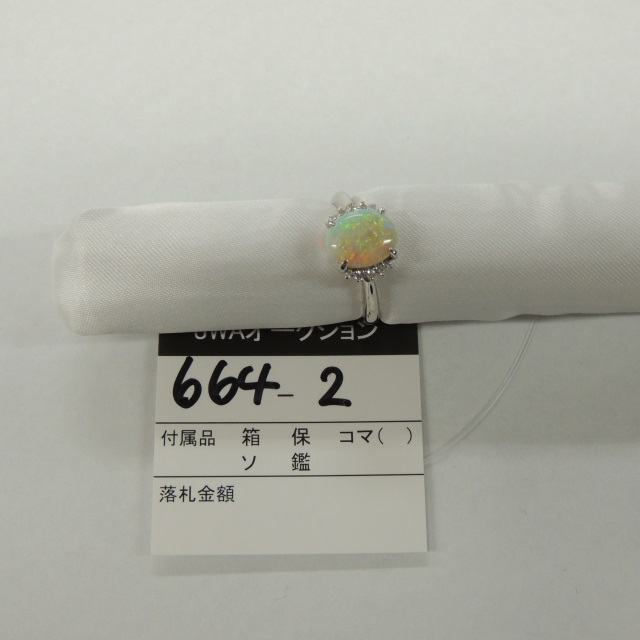 JWAオークション
664-2
付属品 箱 保 コマ( )
ソ 鑑
落札金額